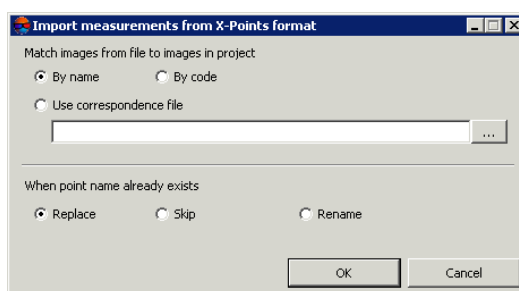 Import measurements from X-Points format
Match images from file to images in project
By name By code
Use correspondence file
...
When point name already exists
Replace Skip Rename
OK Cancel